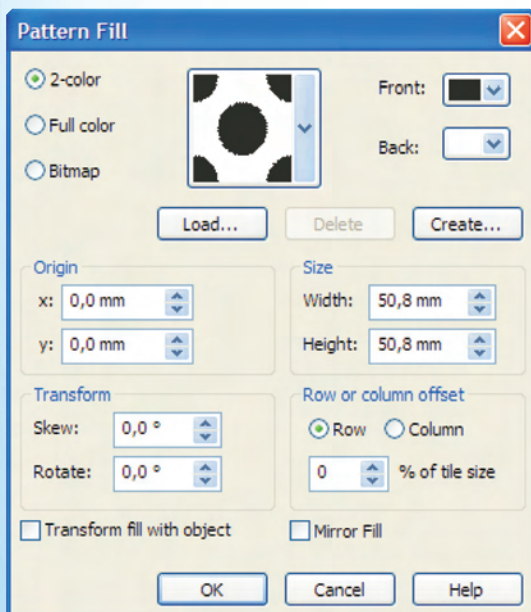 Pattern Fill
2-color
Full color
Bitmap
Front:
Back:
Load... Delete Create...
Origin
x: 0,0 mm
y: 0,0 mm
Size
Width: 50,8 mm
Height: 50,8 mm
Transform
Skew: 0,0 °
Rotate: 0,0 °
Row or column offset
Row Column
0 % of tile size
Transform fill with object
Mirror Fill
OK Cancel Help